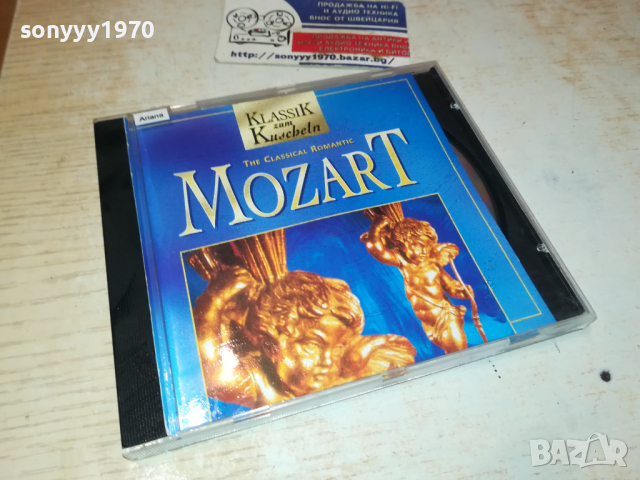 sonyyy1970
ПРОДАЖБА НА HI-FI
И АУДИО ТЕХНИКА
ВНОС ОТ ШВЕЙЦАРИЯ
http://sonyyy1970.bazar.bg/
Ariana
KLASSIK
zum
Kuscheln
THE CLASSICAL ROMANTIC
MOZART
BAZAR